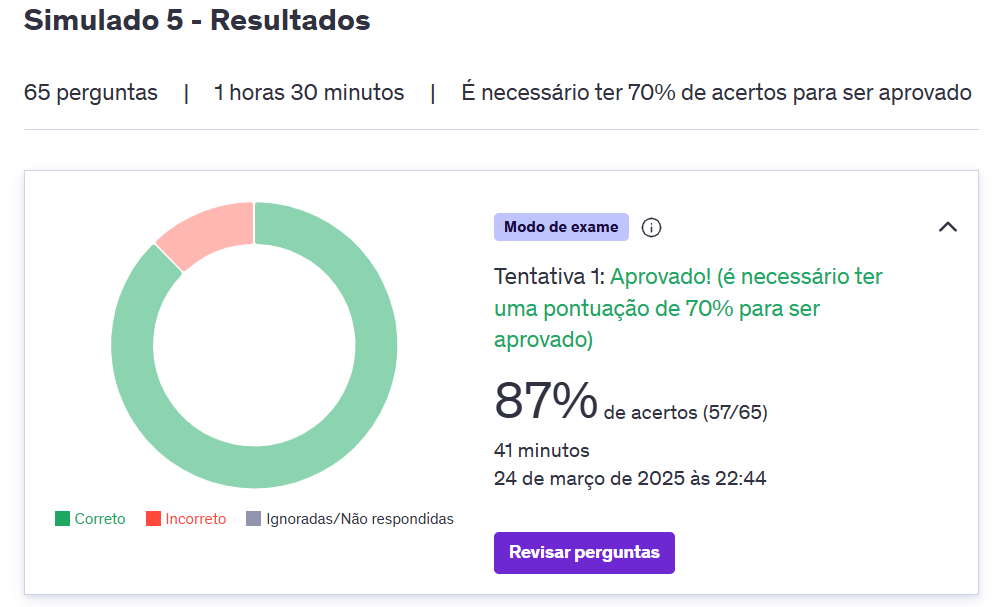 Simulado 5 - Resultados
65 perguntas | 1 horas 30 minutos | É necessário ter 70% de acertos para ser aprovado
Modo de exame
Tentativa 1: Aprovado! (é necessário ter
uma pontuação de 70% para ser
aprovado)
87% de acertos (57/65)
41 minutos
24 de março de 2025 às 22:44
Correto Incorreto Ignoradas/Não respondidas
Revisar perguntas